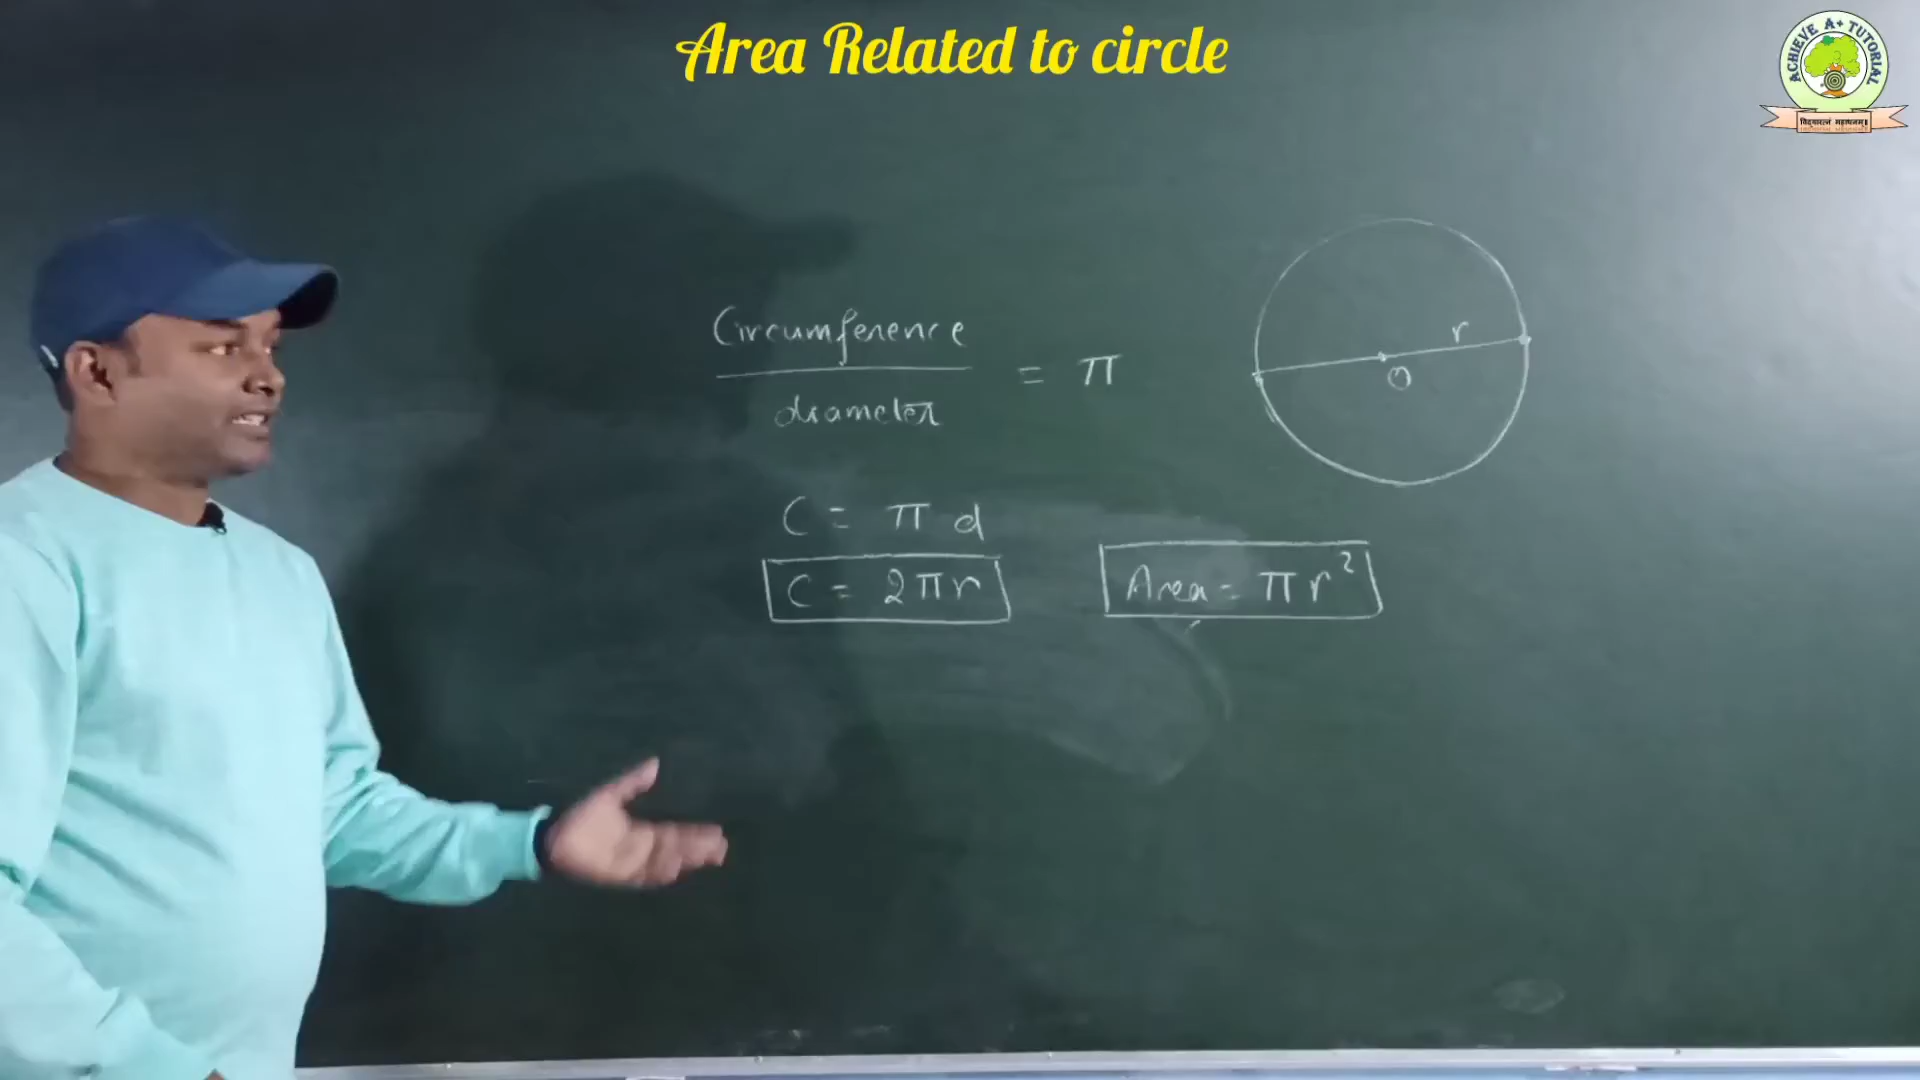 Area Related to circle
ACHIEVE A+ TUTORIAL
Circumference
diameter
= π
r
O
C = π d
C = 2πr
Area = πr²